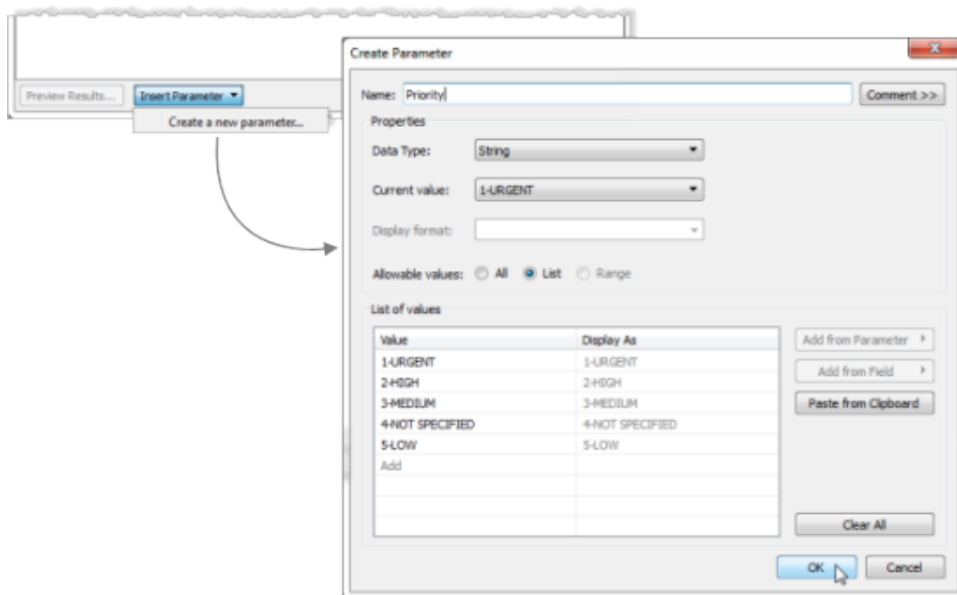 Create Parameter
Preview Results... Insert Parameter
Create a new parameter...
Name: Priority Comment >>
Properties
Data Type: String
Current value: 1-URGENT
Display format:
Allowable values: All List Range
List of values
Value Display As
1-URGENT 1-URGENT
2-HIGH 2-HIGH
3-MEDIUM 3-MEDIUM
4-NOT SPECIFIED 4-NOT SPECIFIED
5-LOW 5-LOW
Add
Add from Parameter
Add from Field
Paste from Clipboard
Clear All
OK Cancel